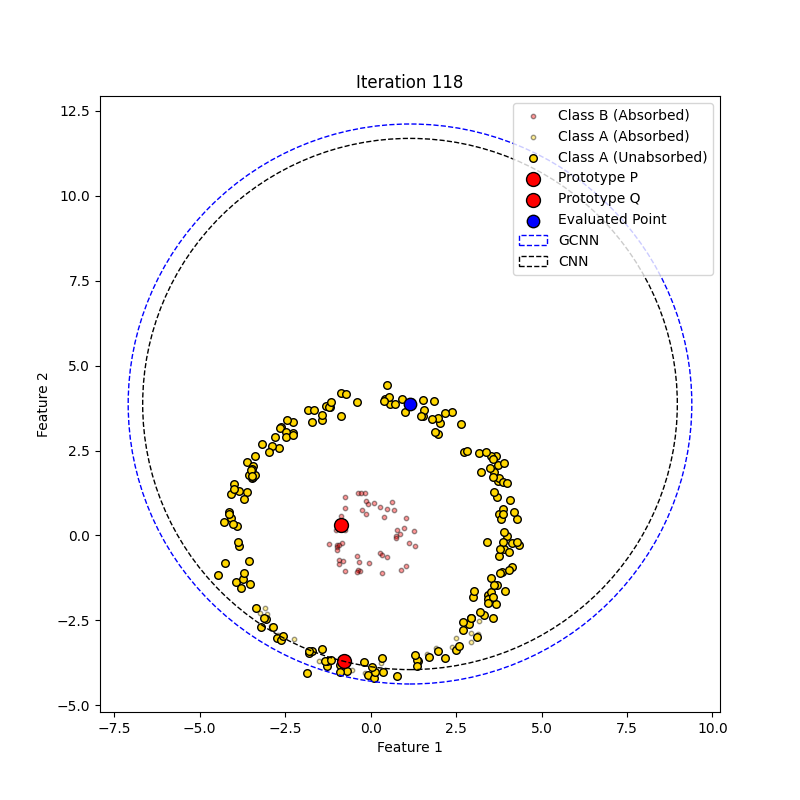 Iteration 118
Class B (Absorbed)
Class A (Absorbed)
Class A (Unabsorbed)
Prototype P
Prototype Q
Evaluated Point
GCNN
CNN
12.5
10.0
7.5
5.0
2.5
0.0
−2.5
−5.0
Feature 2
−7.5
−5.0
−2.5
0.0
2.5
5.0
7.5
10.0
Feature 1